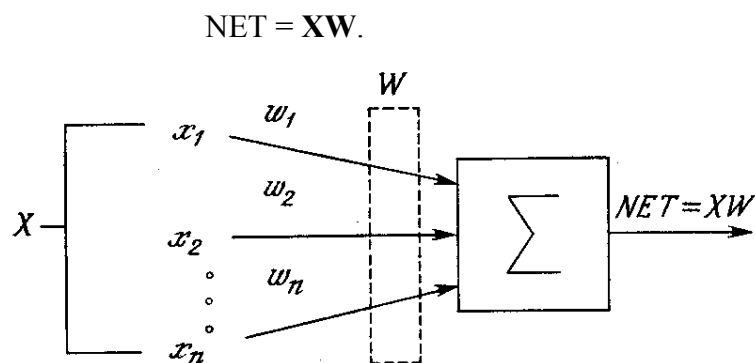 NET = XW.
W
w₁
x₁
w₂
X
x₂
wₙ
xₙ
Σ
NET=XW